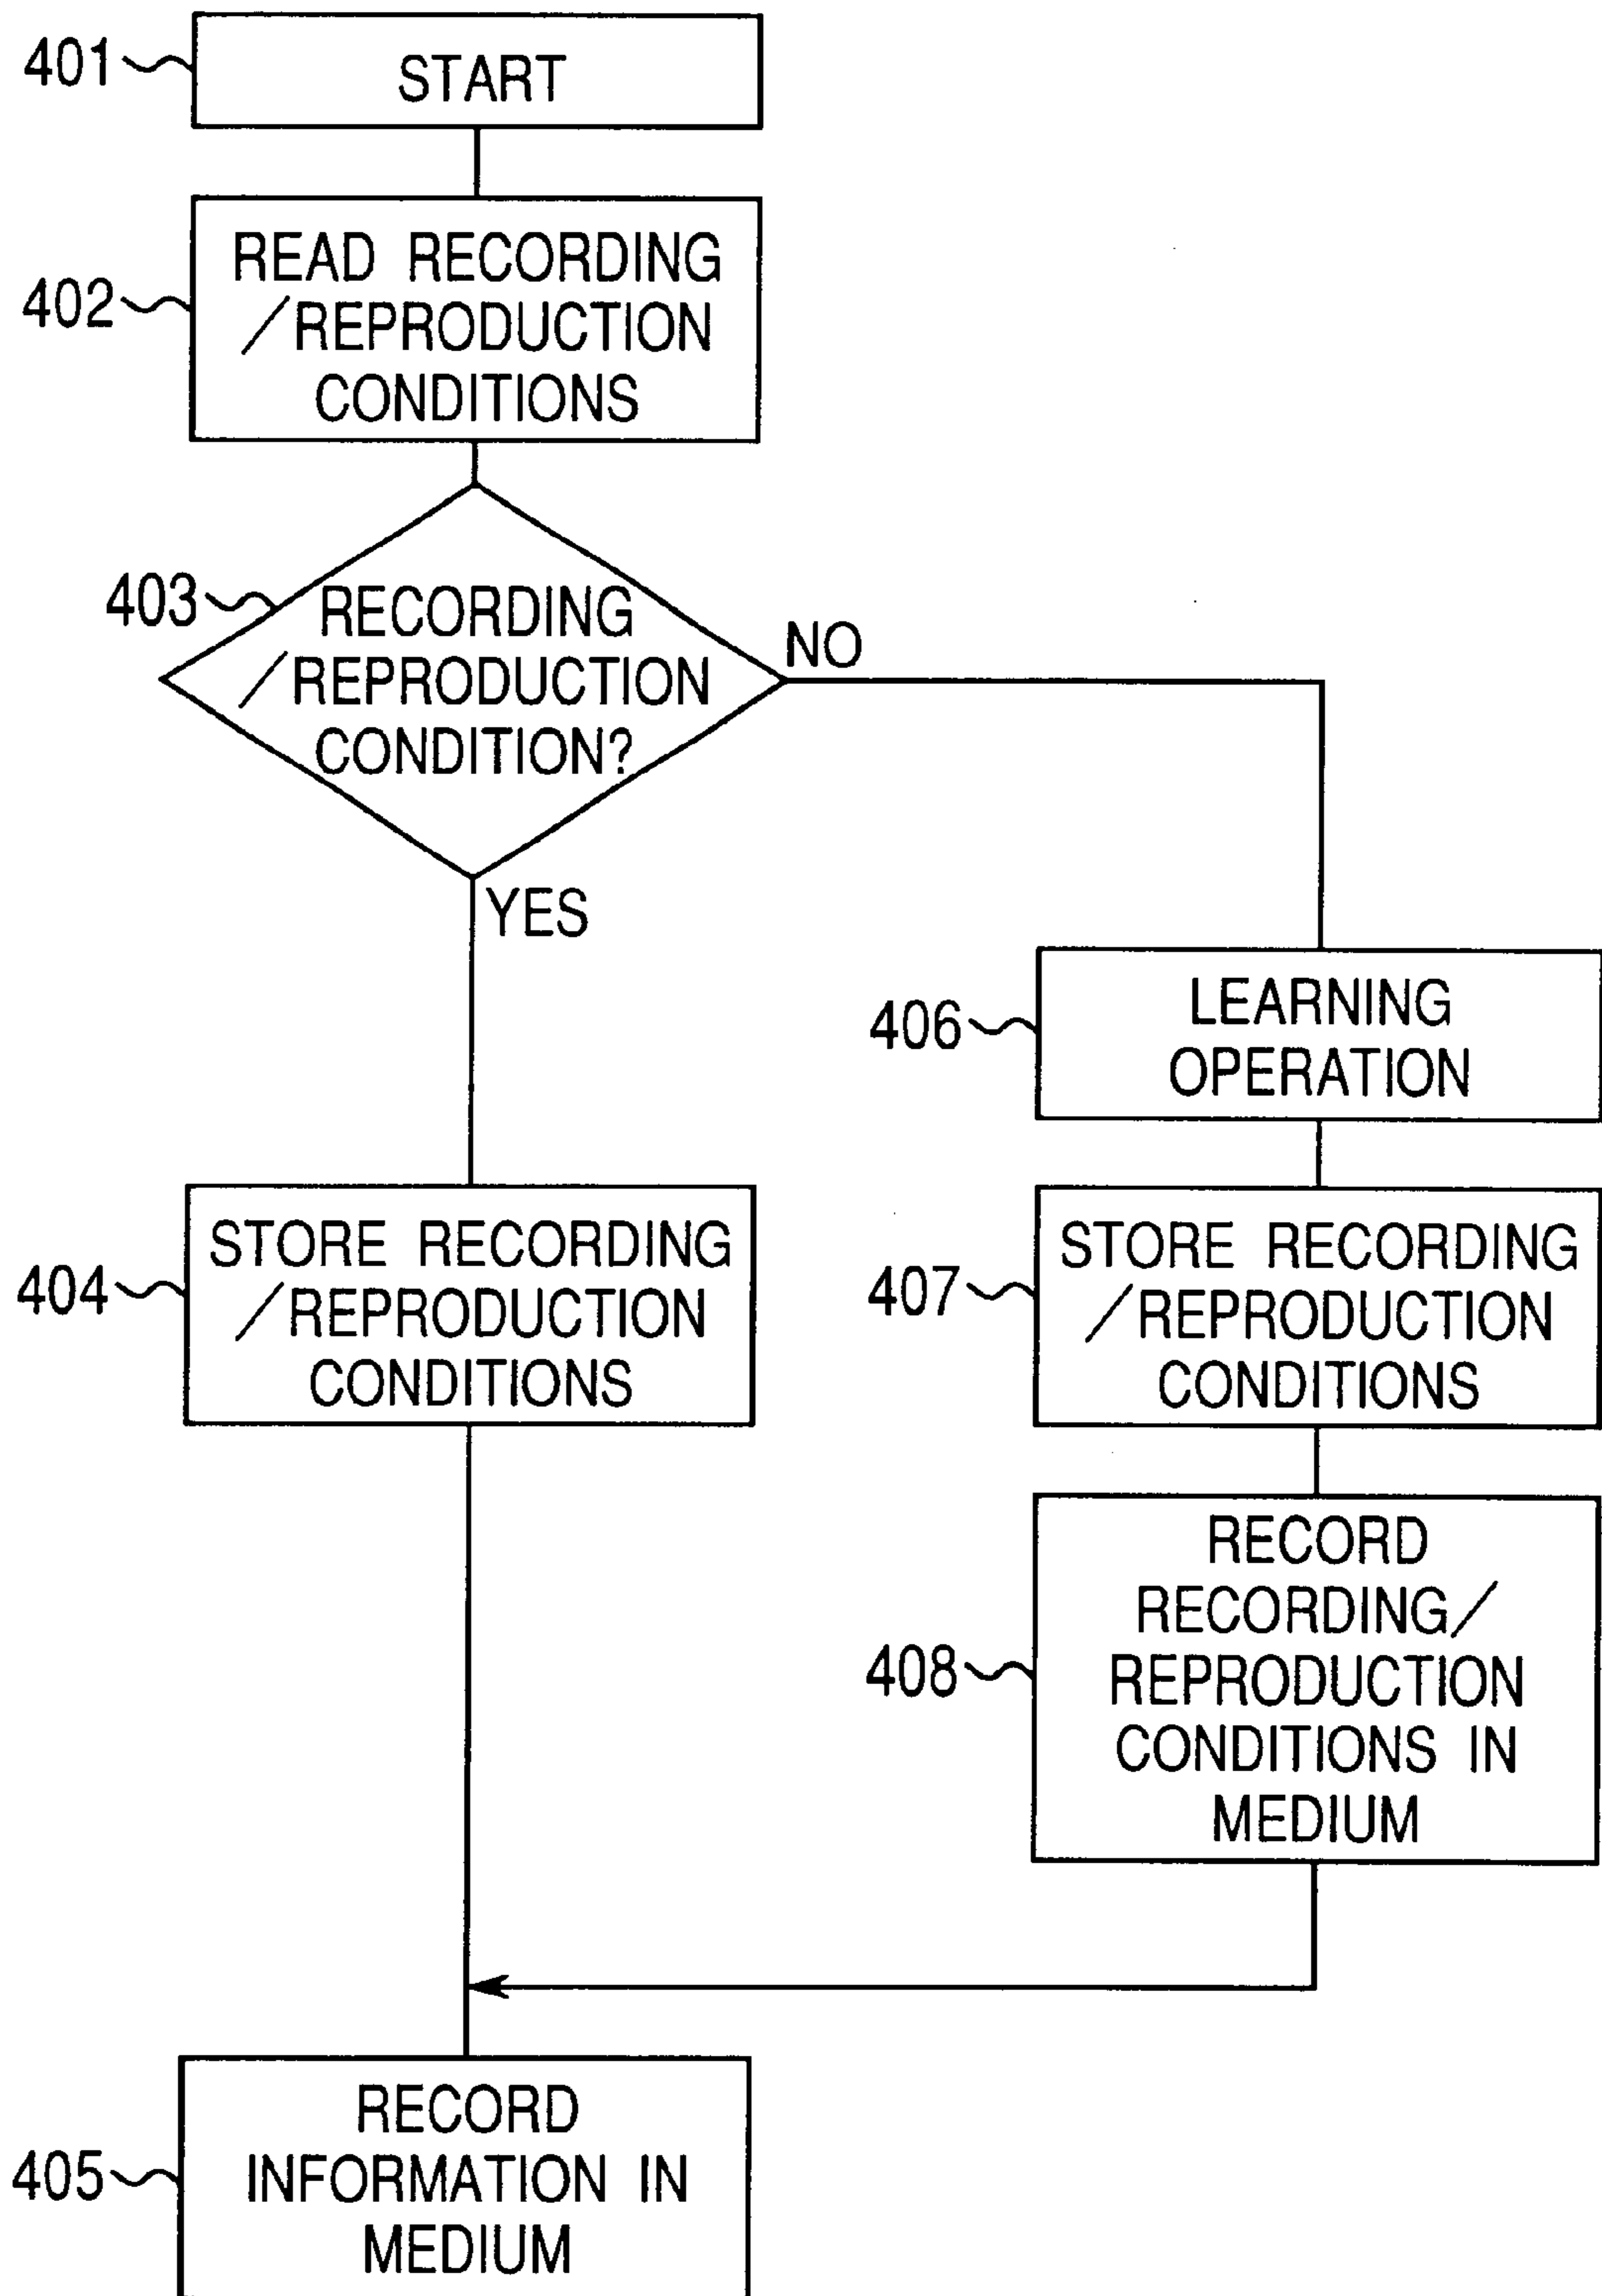 401
START
402
READ RECORDING
/REPRODUCTION
CONDITIONS
403
RECORDING
/REPRODUCTION
CONDITION?
NO
YES
406
LEARNING
OPERATION
404
STORE RECORDING
/REPRODUCTION
CONDITIONS
407
STORE RECORDING
/REPRODUCTION
CONDITIONS
408
RECORD
RECORDING/
REPRODUCTION
CONDITIONS IN
MEDIUM
405
RECORD
INFORMATION IN
MEDIUM